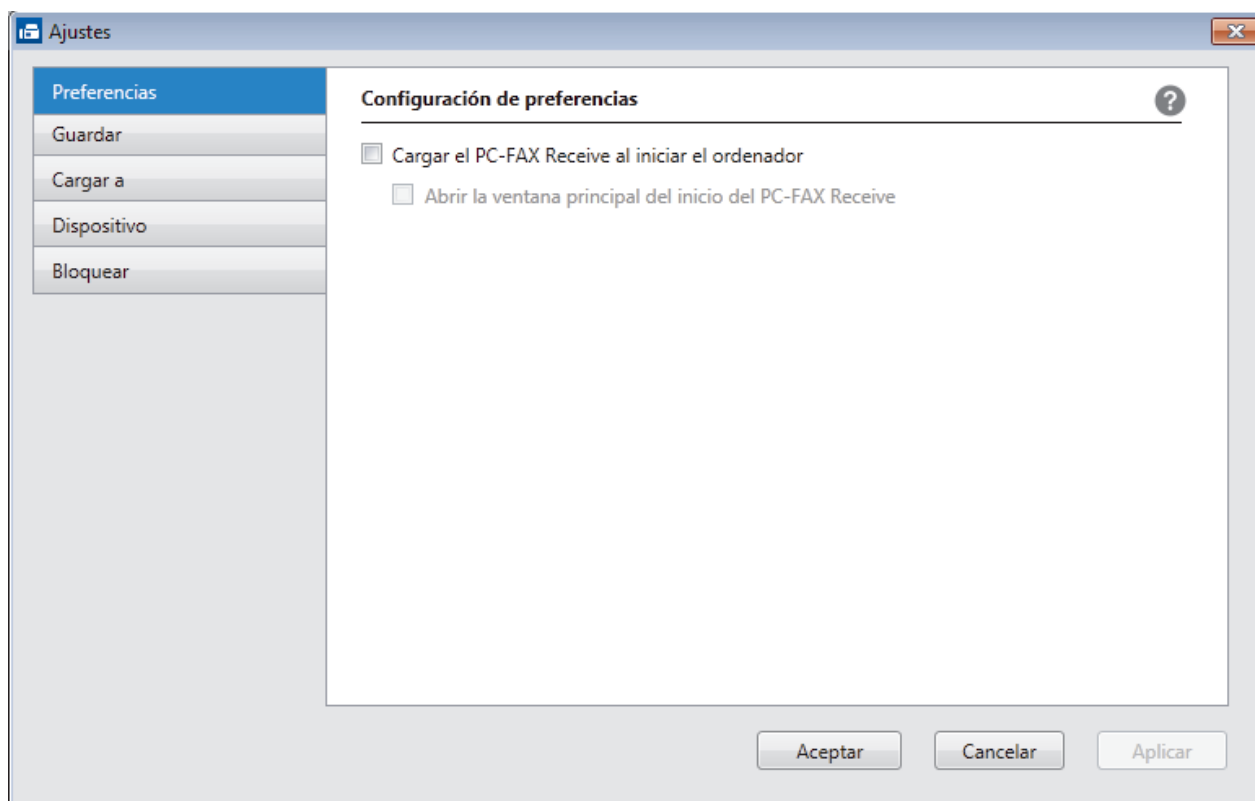 Ajustes
Preferencias
Guardar
Cargar a
Dispositivo
Bloquear
Configuración de preferencias
?
Cargar el PC-FAX Receive al iniciar el ordenador
Abrir la ventana principal del inicio del PC-FAX Receive
Aceptar
Cancelar
Aplicar